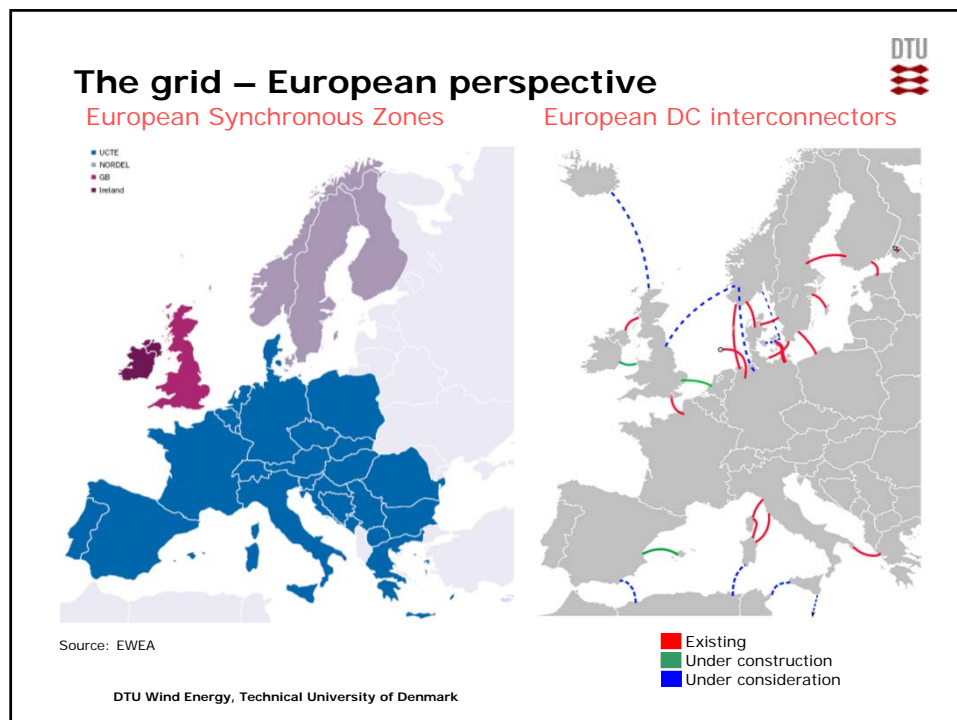 DTU
The grid – European perspective
European Synchronous Zones
European DC interconnectors
UCTE
NORDEL
GB
Ireland
Source: EWEA
Existing
Under construction
Under consideration
DTU Wind Energy, Technical University of Denmark